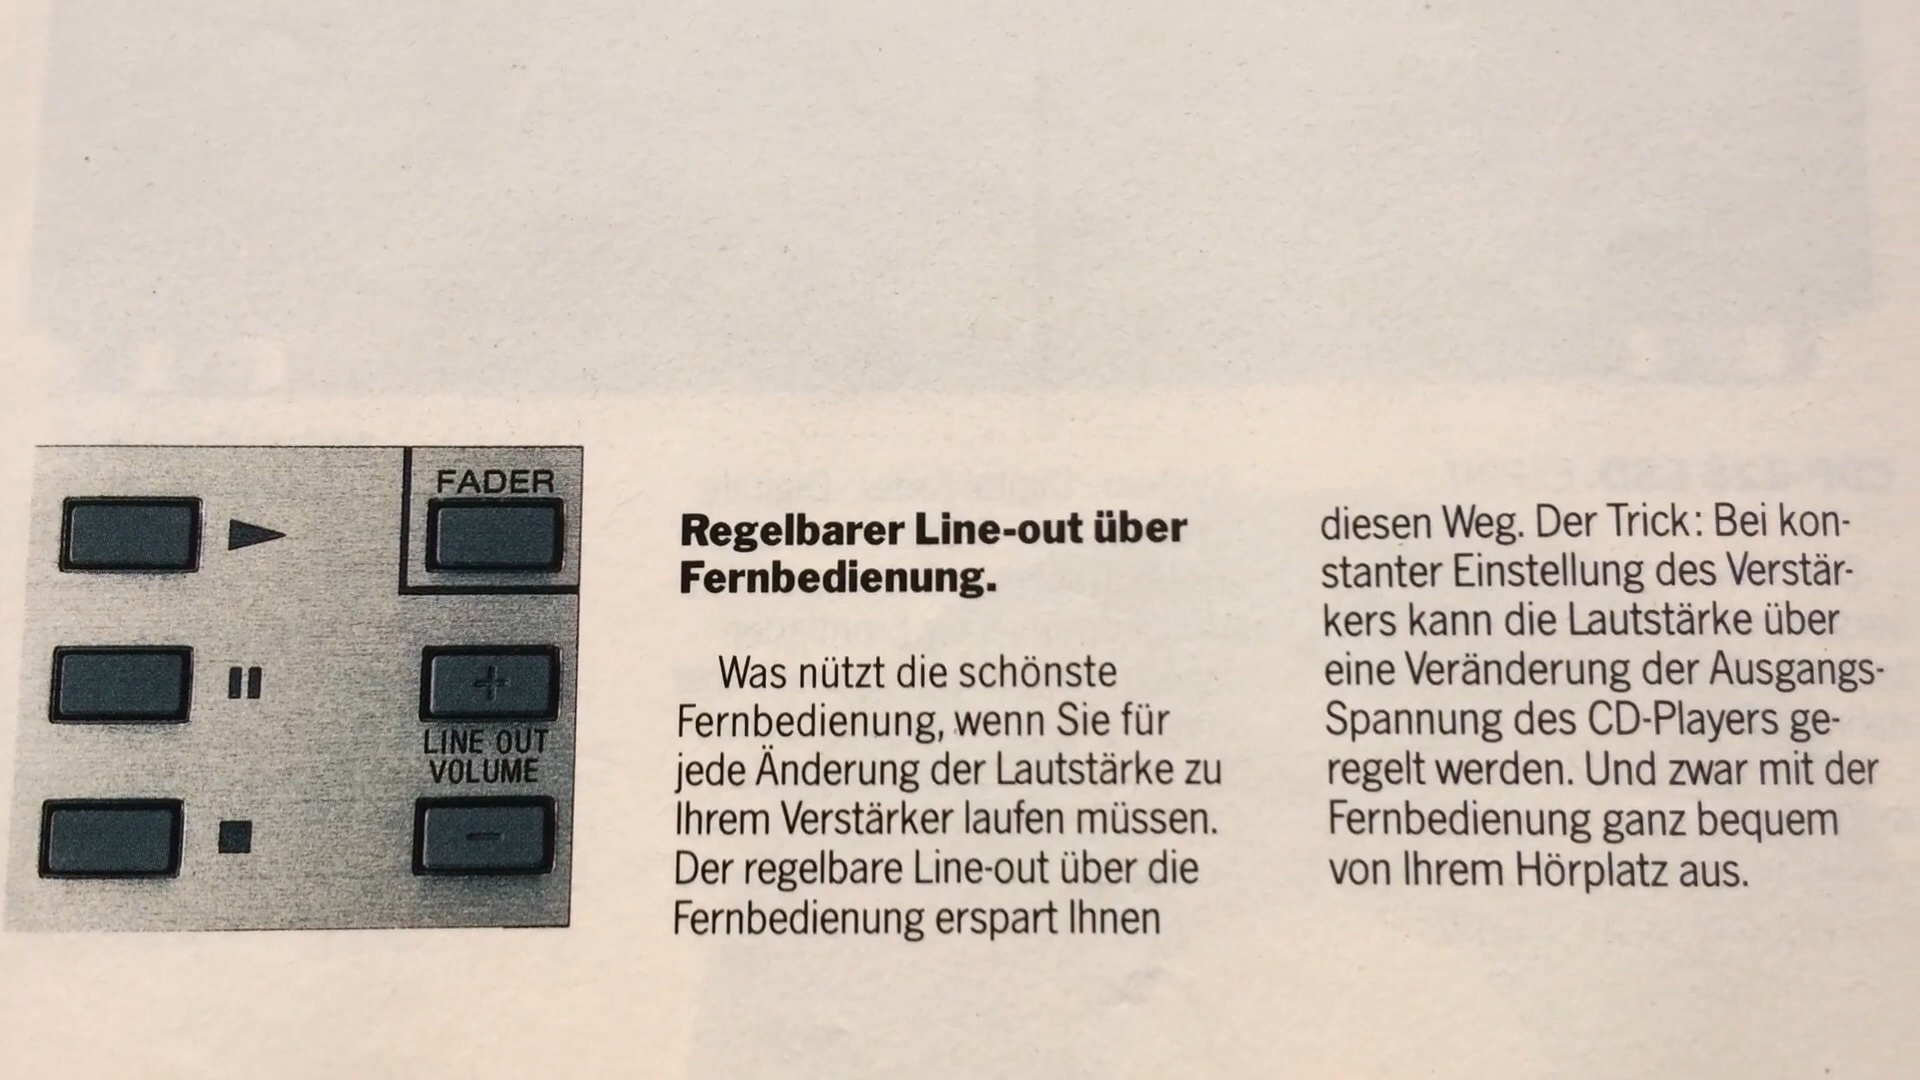 FADER
+
LINE OUT
VOLUME
−
Regelbarer Line-out über
Fernbedienung.
Was nützt die schönste
Fernbedienung, wenn Sie für
jede Änderung der Lautstärke zu
Ihrem Verstärker laufen müssen.
Der regelbare Line-out über die
Fernbedienung erspart Ihnen
diesen Weg. Der Trick: Bei kon-
stanter Einstellung des Verstär-
kers kann die Lautstärke über
eine Veränderung der Ausgangs-
Spannung des CD-Players ge-
regelt werden. Und zwar mit der
Fernbedienung ganz bequem
von Ihrem Hörplatz aus.